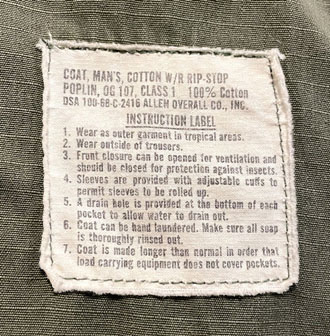 COAT, MAN'S, COTTON W/R RIP-STOP
POPLIN, OG 107, CLASS 1 100% Cotton
DSA 100-68-C-2416 ALLEN OVERALL CO., INC.
INSTRUCTION LABEL
1. Wear as outer garment in tropical areas.
2. Wear outside of trousers.
3. Front closure can be opened for ventilation and
should be closed for protection against insects.
4. Sleeves are provided with adjustable cuffs to
permit sleeves to be rolled up.
5. A drain hole is provided at the bottom of each
pocket to allow water to drain out.
6. Coat can be hand laundered. Make sure all soap
is thoroughly rinsed out.
7. Coat is made longer than normal in order that
load carrying equipment does not cover pockets.